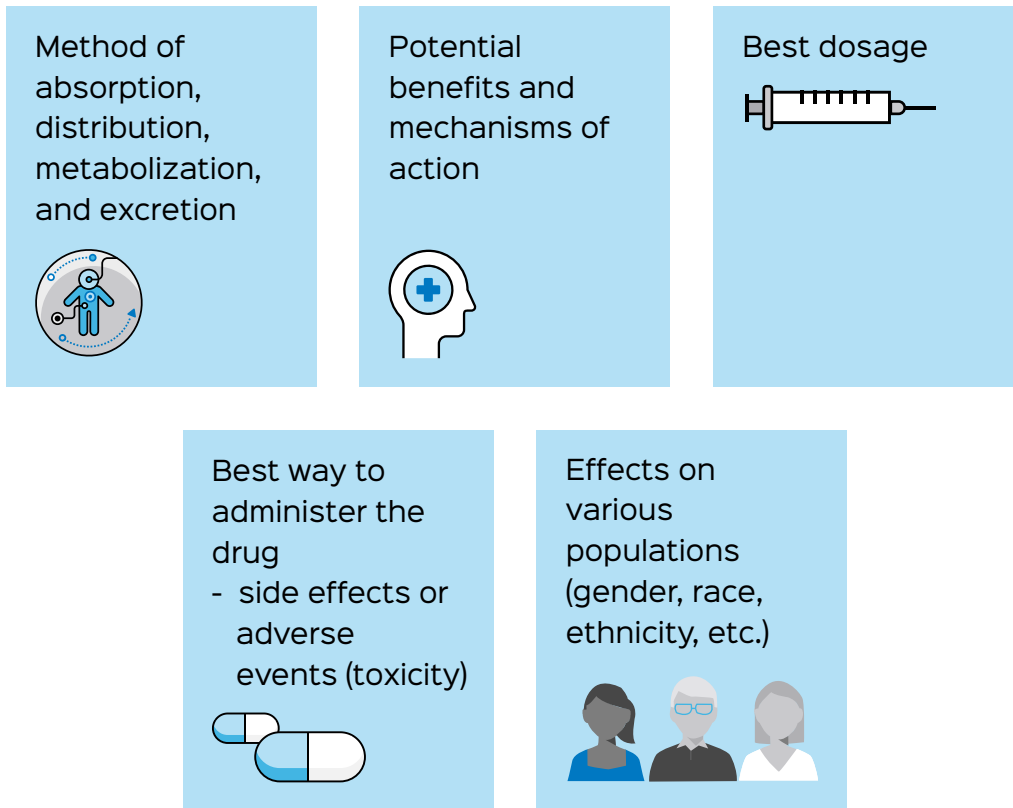 Method of
absorption,
distribution,
metabolization,
and excretion
Potential
benefits and
mechanisms of
action
Best dosage
Best way to
administer the
drug
- side effects or
adverse
events (toxicity)
Effects on
various
populations
(gender, race,
ethnicity, etc.)